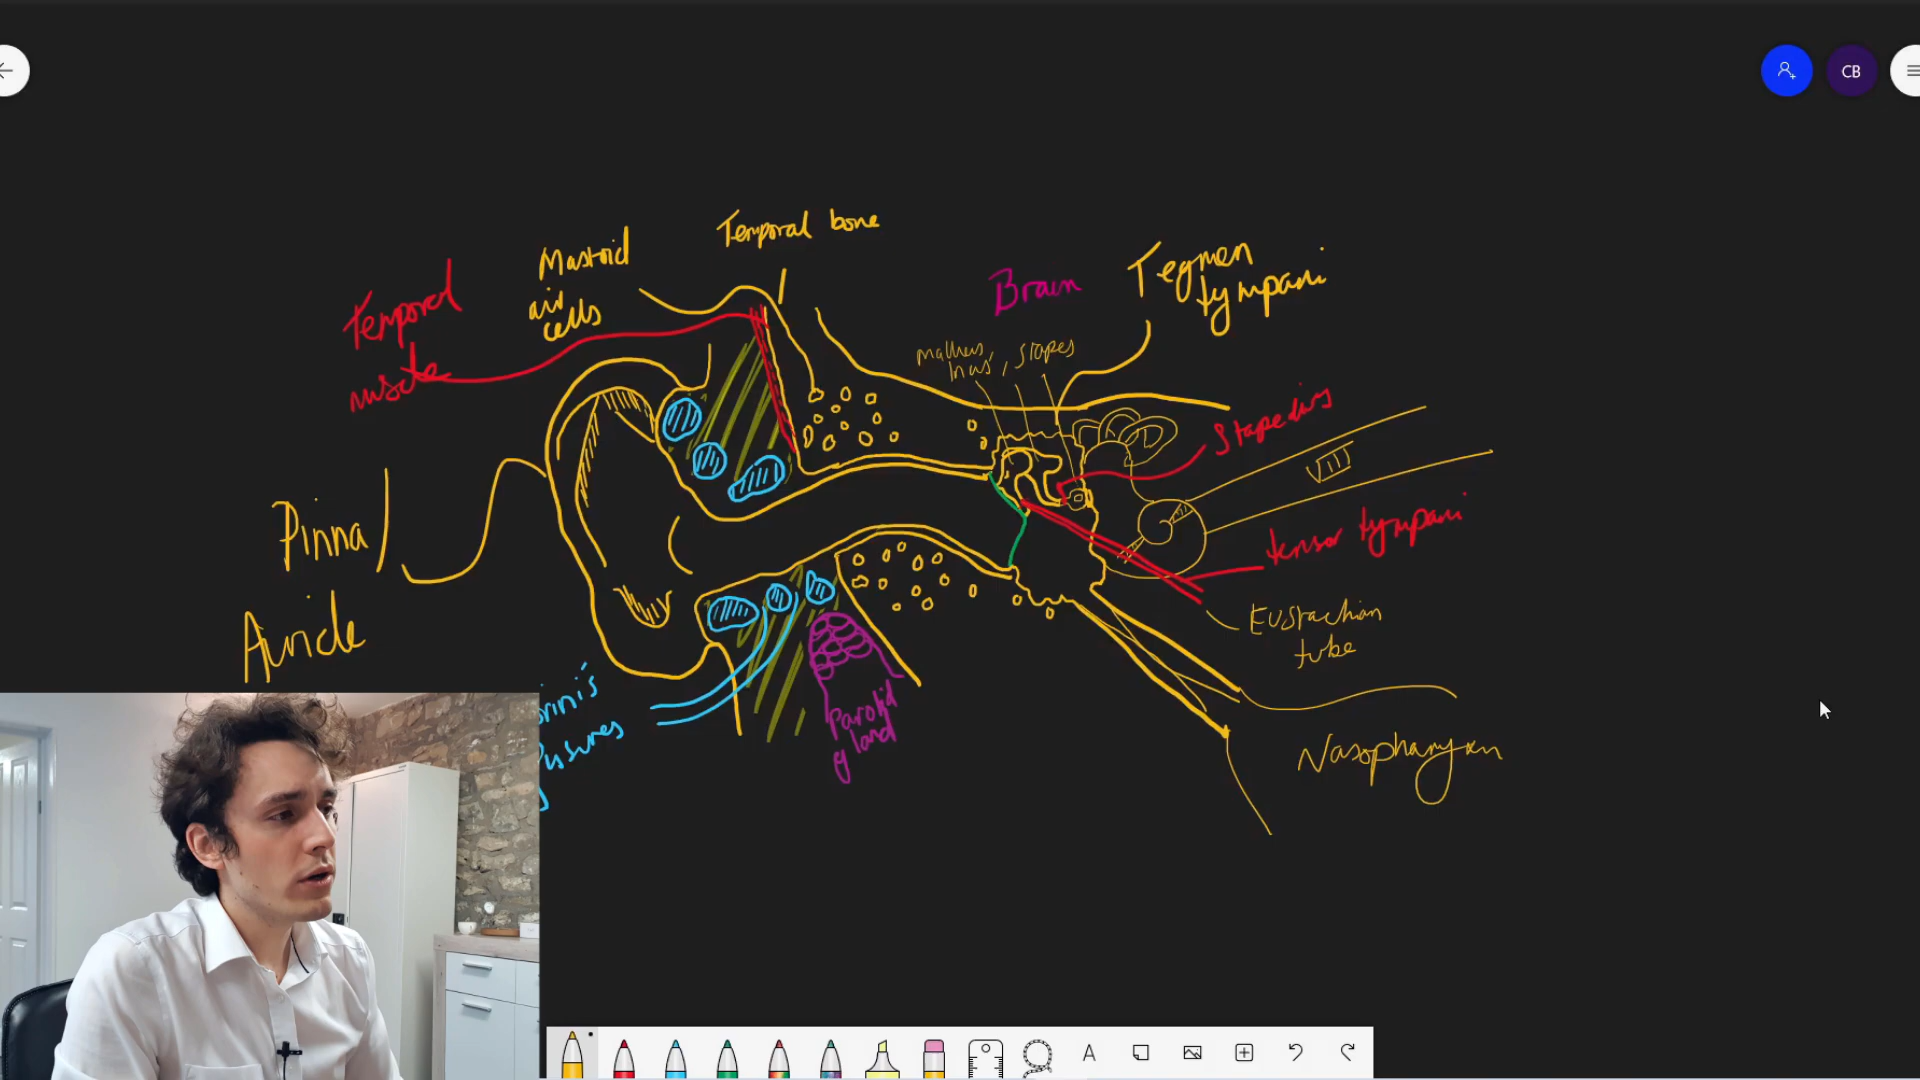 CB
Temporal bone
Mastoid
air
cells
Temporal
muscle
Brain
Tegmen
tympani
Malleus,
Incus, Stapes
Stapedius
VIII
tensor tympani
Pinna/
Auricle
Eustachian
tube
Parotid
gland
Nasopharynx
A